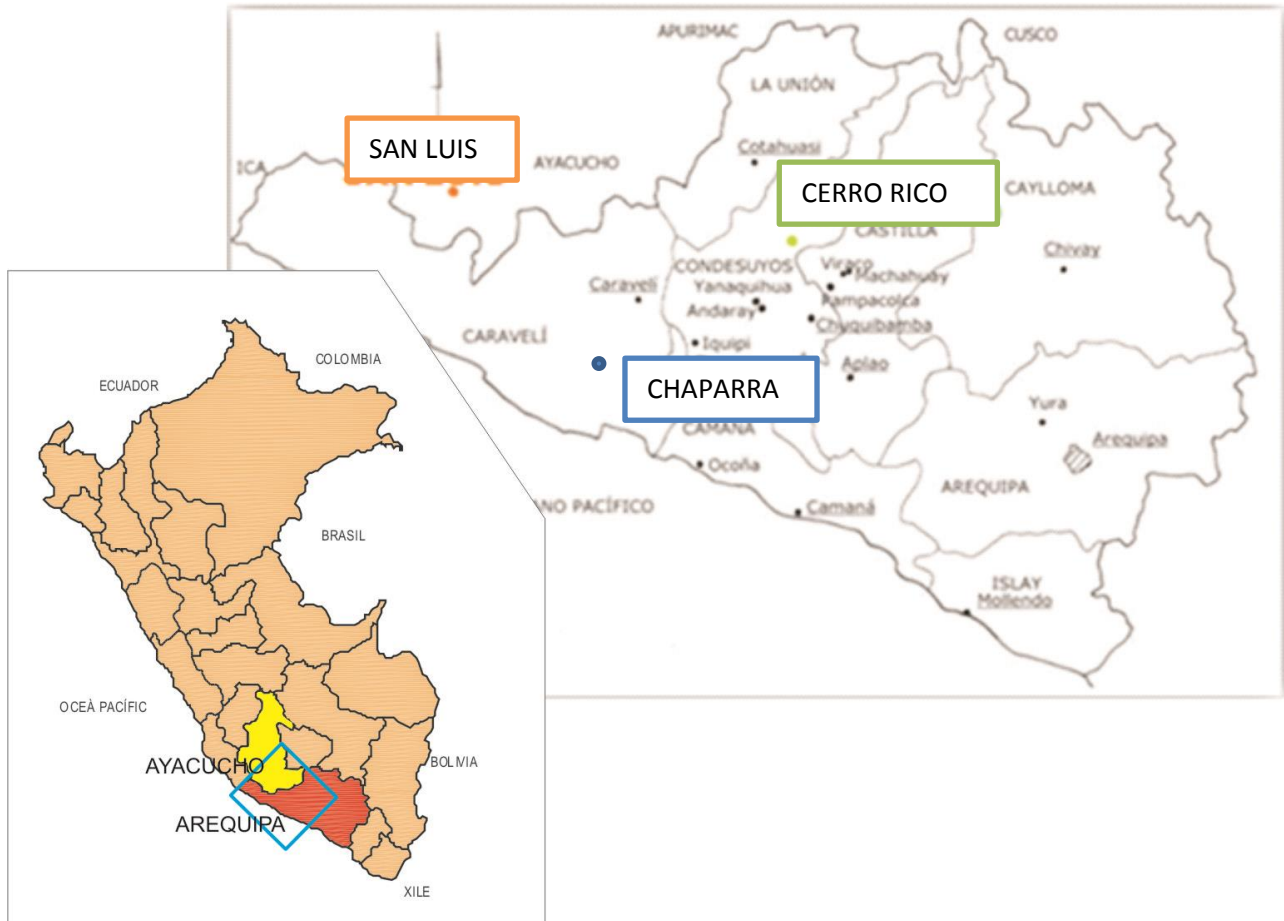 APURIMAC
CUSCO
LA UNIÓN
SAN LUIS
ICA
AYACUCHO
Cotahuasi
CERRO RICO
CAYLLOMA
CASTILLA
Chivay
CONDESUYOS
Viraco
Machahuay
Caravelí
Yanaquihua
Pampacolca
Andaray
Chuquibamba
CARAVELÍ
Iquipi
CHAPARRA
Aplao
Yura
CAMANÁ
Arequipa
Ocoña
AREQUIPA
ANO PACÍFICO
Camaná
ISLAY
Mollendo
COLOMBIA
ECUADOR
BRASIL
OCEÀ PACÍFIC
AYACUCHO
BOLIVIA
AREQUIPA
XILE